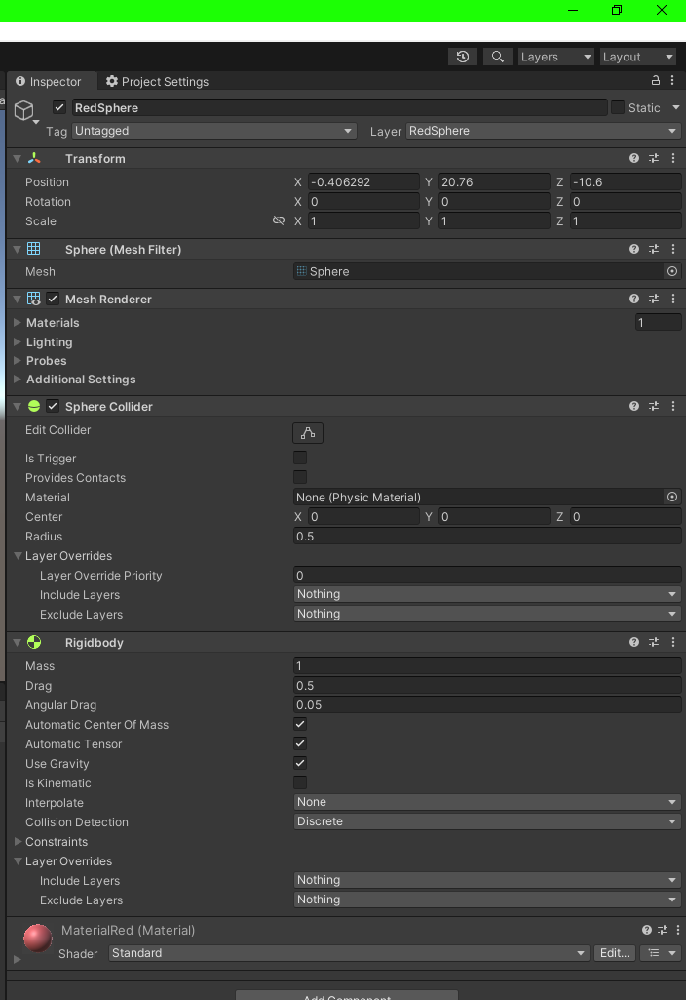 Layers Layout
Inspector Project Settings
RedSphere Static
Tag Untagged Layer RedSphere
Transform
Position X -0.406292 Y 20.76 Z -10.6
Rotation X 0 Y 0 Z 0
Scale X 1 Y 1 Z 1
Sphere (Mesh Filter)
Mesh Sphere
Mesh Renderer
Materials 1
Lighting
Probes
Additional Settings
Sphere Collider
Edit Collider
Is Trigger
Provides Contacts
Material None (Physic Material)
Center X 0 Y 0 Z 0
Radius 0.5
Layer Overrides
Layer Override Priority 0
Include Layers Nothing
Exclude Layers Nothing
Rigidbody
Mass 1
Drag 0.5
Angular Drag 0.05
Automatic Center Of Mass
Automatic Tensor
Use Gravity
Is Kinematic
Interpolate None
Collision Detection Discrete
Constraints
Layer Overrides
Include Layers Nothing
Exclude Layers Nothing
MaterialRed (Material)
Shader Standard Edit...
Add Component